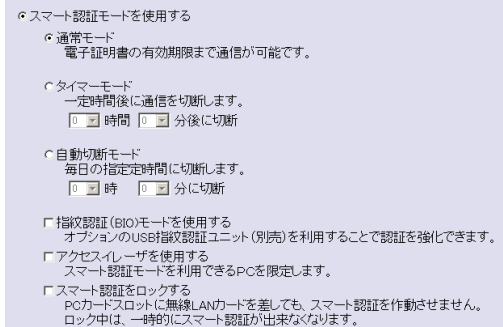 スマート認証モードを使用する
通常モード
電子証明書の有効期限まで通信が可能です。
タイマーモード
一定時間後に通信を切断します。
0 時間 0 分後に切断
自動切断モード
毎日の指定定時間に切断します。
0 時 0 分に切断
指紋認証(BIO)モードを使用する
オプションのUSB指紋認証ユニット(別売)を利用することで認証を強化できます。
アクセスイレーザを使用する
スマート認証モードを利用できるPCを限定します。
スマート認証をロックする
PCカードスロットに無線LANカードを差しても、スマート認証を作動させません。
ロック中は、一時的にスマート認証が出来なくなります。